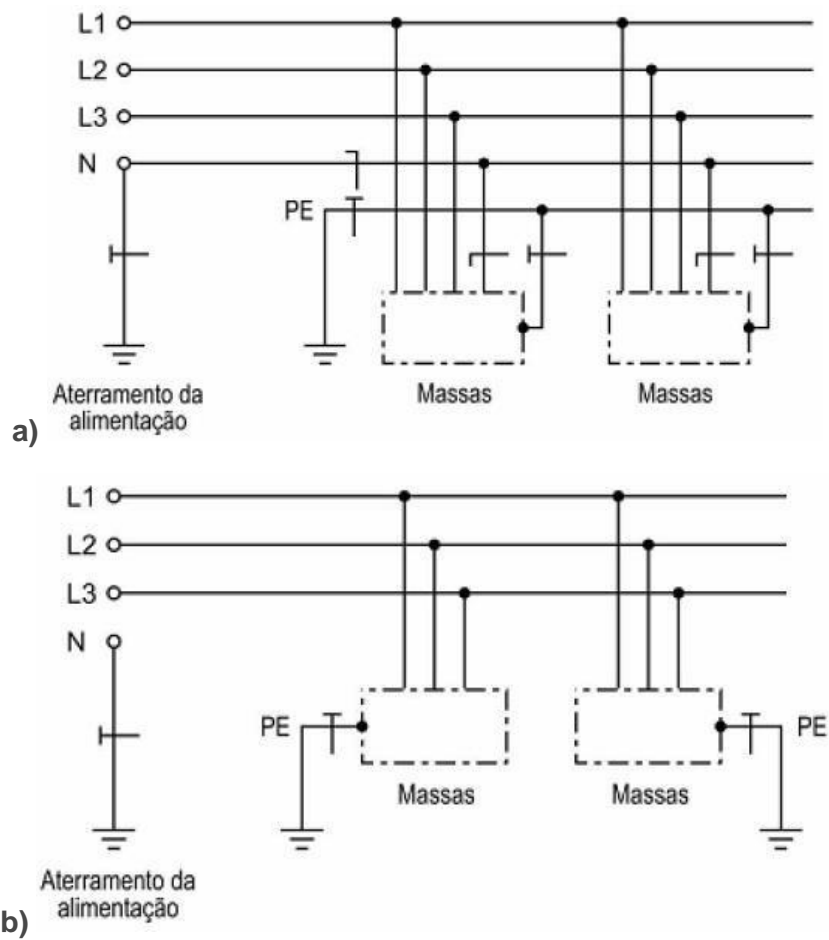 L1
L2
L3
N
PE
Massas
Massas
Aterramento da
alimentação
a)
L1
L2
L3
N
PE
PE
Massas
Massas
Aterramento da
alimentação
b)